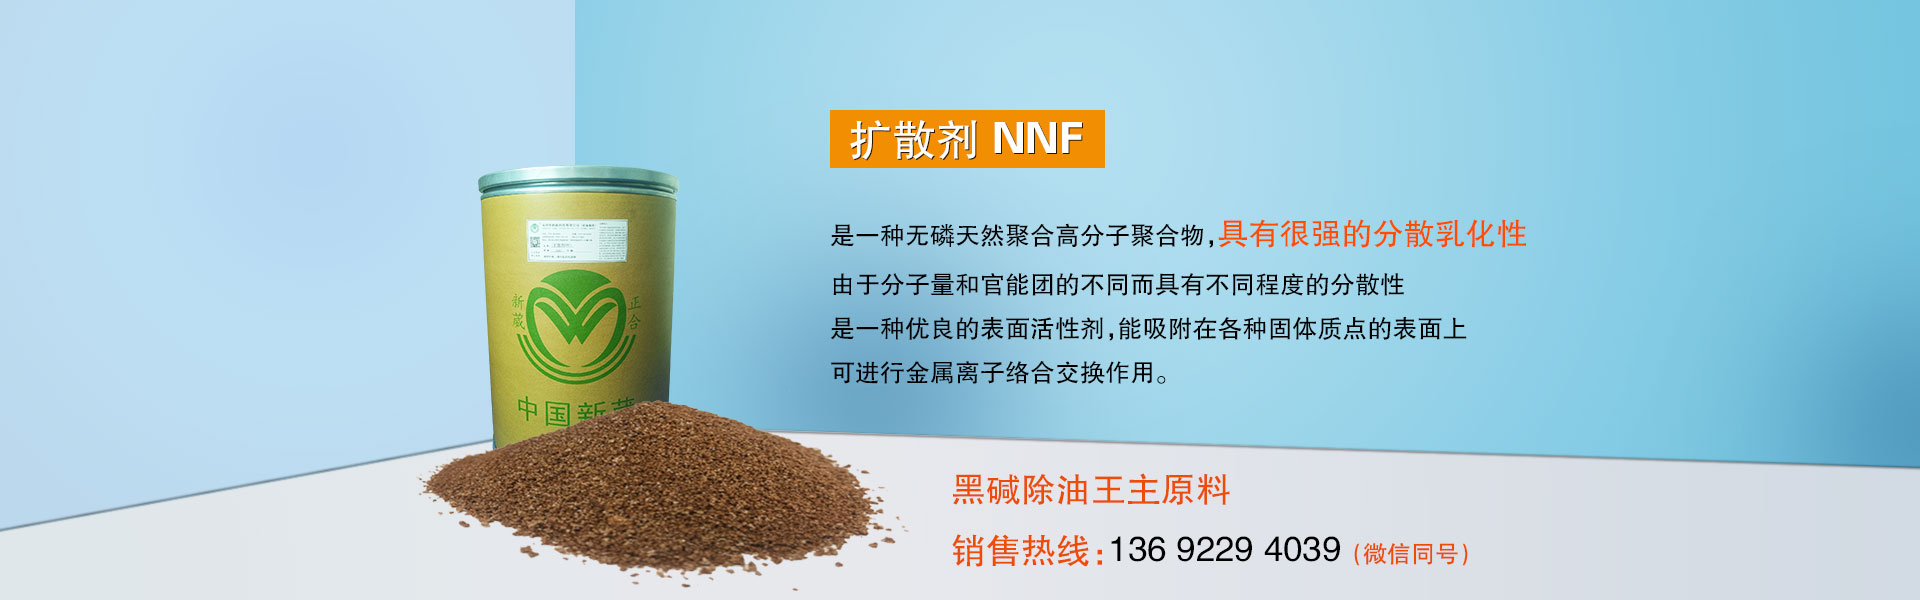 扩散剂 NNF
是一种无磷天然聚合高分子聚合物,具有很强的分散乳化性
由于分子量和官能团的不同而具有不同程度的分散性
是一种优良的表面活性剂,能吸附在各种固体质点的表面上
可进行金属离子络合交换作用。
新葳
正合
中国新
黑碱除油王主原料
销售热线:136 9229 4039（微信同号）